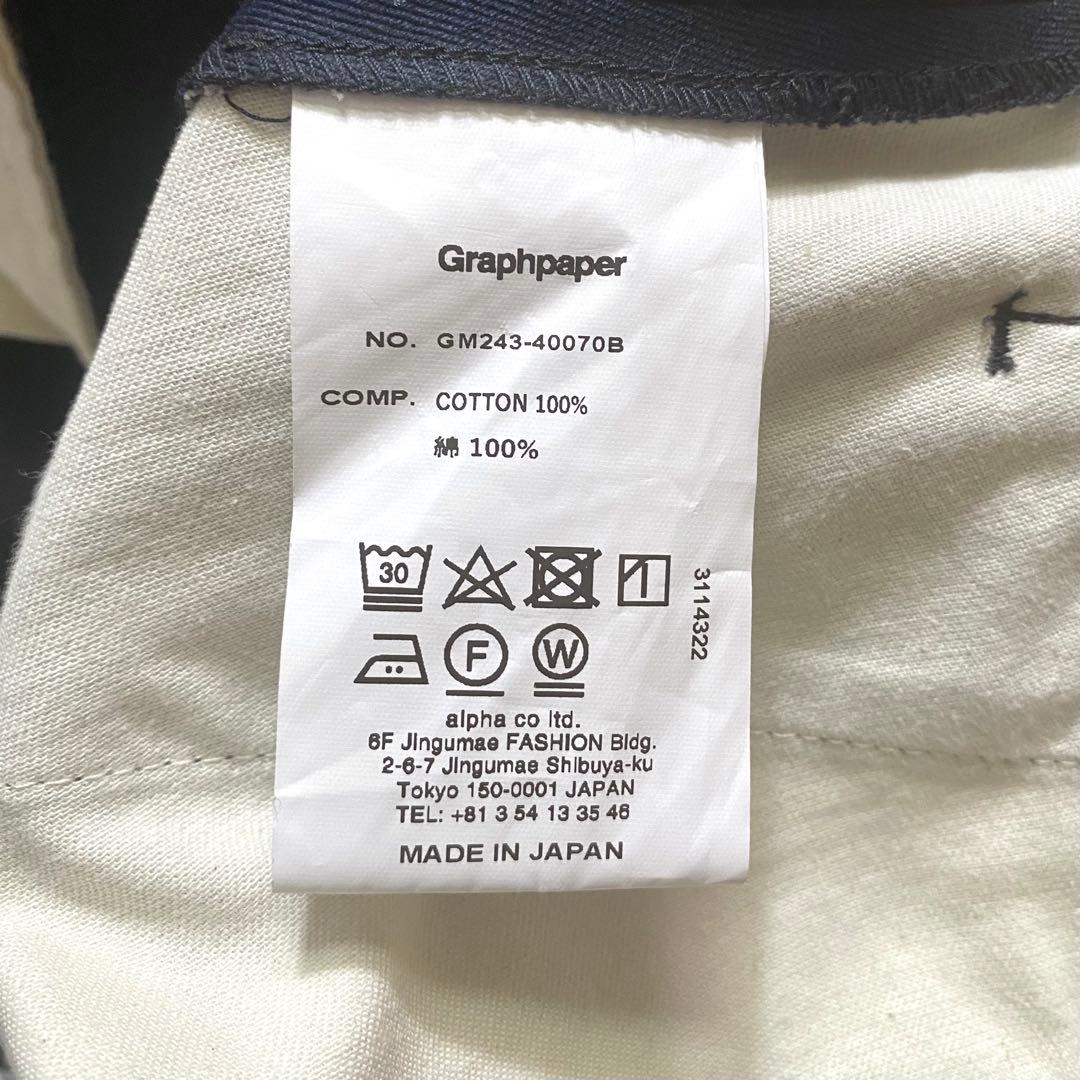 Graphpaper
NO. GM243-40070B
COMP. COTTON 100%
綿 100%
30
3114322
F W
alpha co ltd.
6F Jingumae FASHION Bldg.
2-6-7 Jingumae Shibuya-ku
Tokyo 150-0001 JAPAN
TEL: +81 3 54 13 35 46
MADE IN JAPAN